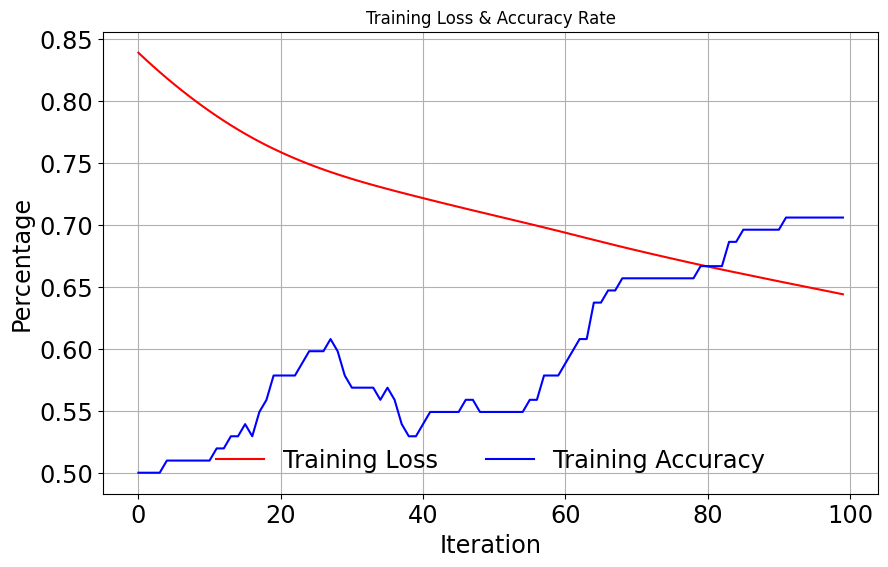 Training Loss & Accuracy Rate
0.85
0.80
0.75
0.70
0.65
0.60
0.55
0.50
Percentage
Training Loss Training Accuracy
0 20 40 60 80 100
Iteration